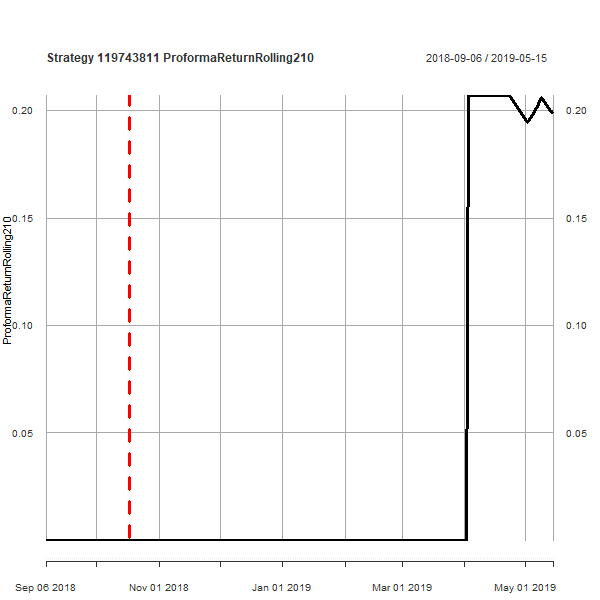 Strategy 119743811 ProformaReturnRolling210
2018-09-06 / 2019-05-15
ProformaReturnRolling210
0.20
0.15
0.10
0.05
0.20
0.15
0.10
0.05
Sep 06 2018
Nov 01 2018
Jan 01 2019
Mar 01 2019
May 01 2019